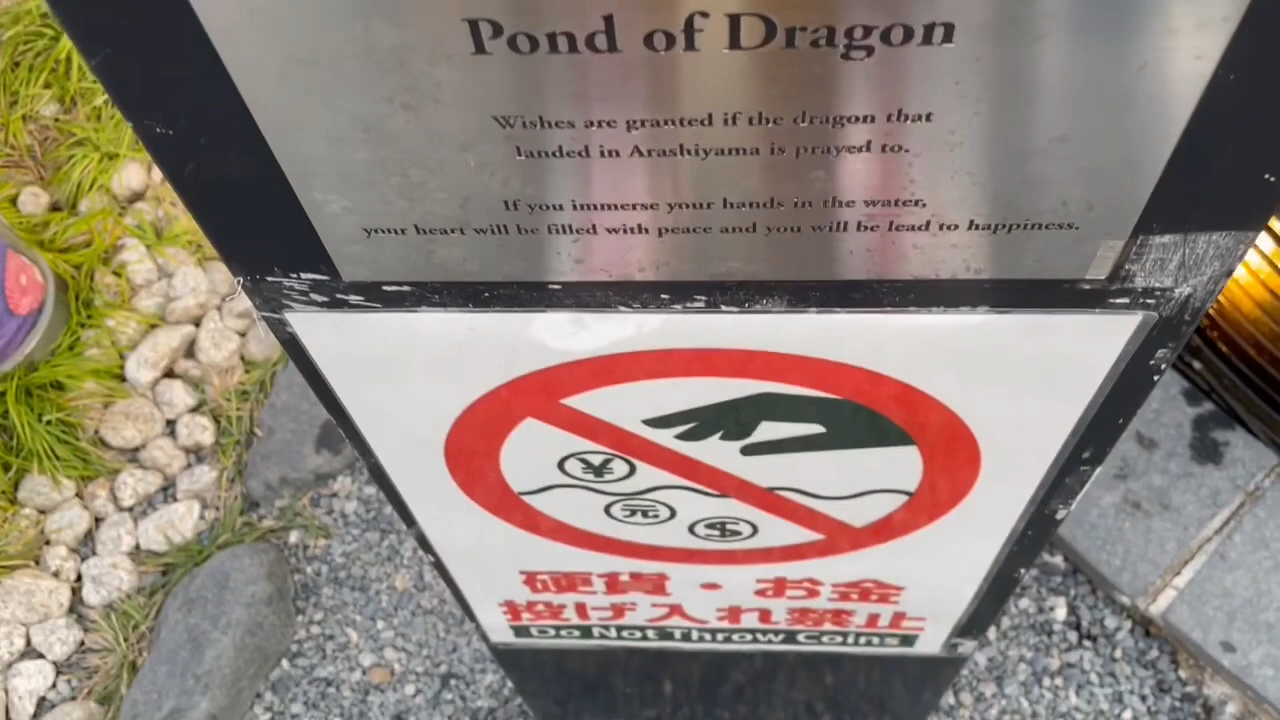 Pond of Dragon
Wishes are granted if the dragon that
landed in Arashiyama is prayed to.
If you immerse your hands in the water,
your heart will be filled with peace and you will be lead to happiness.
¥
元 $
硬貨・お金
投げ入れ禁止
Do Not Throw Coins